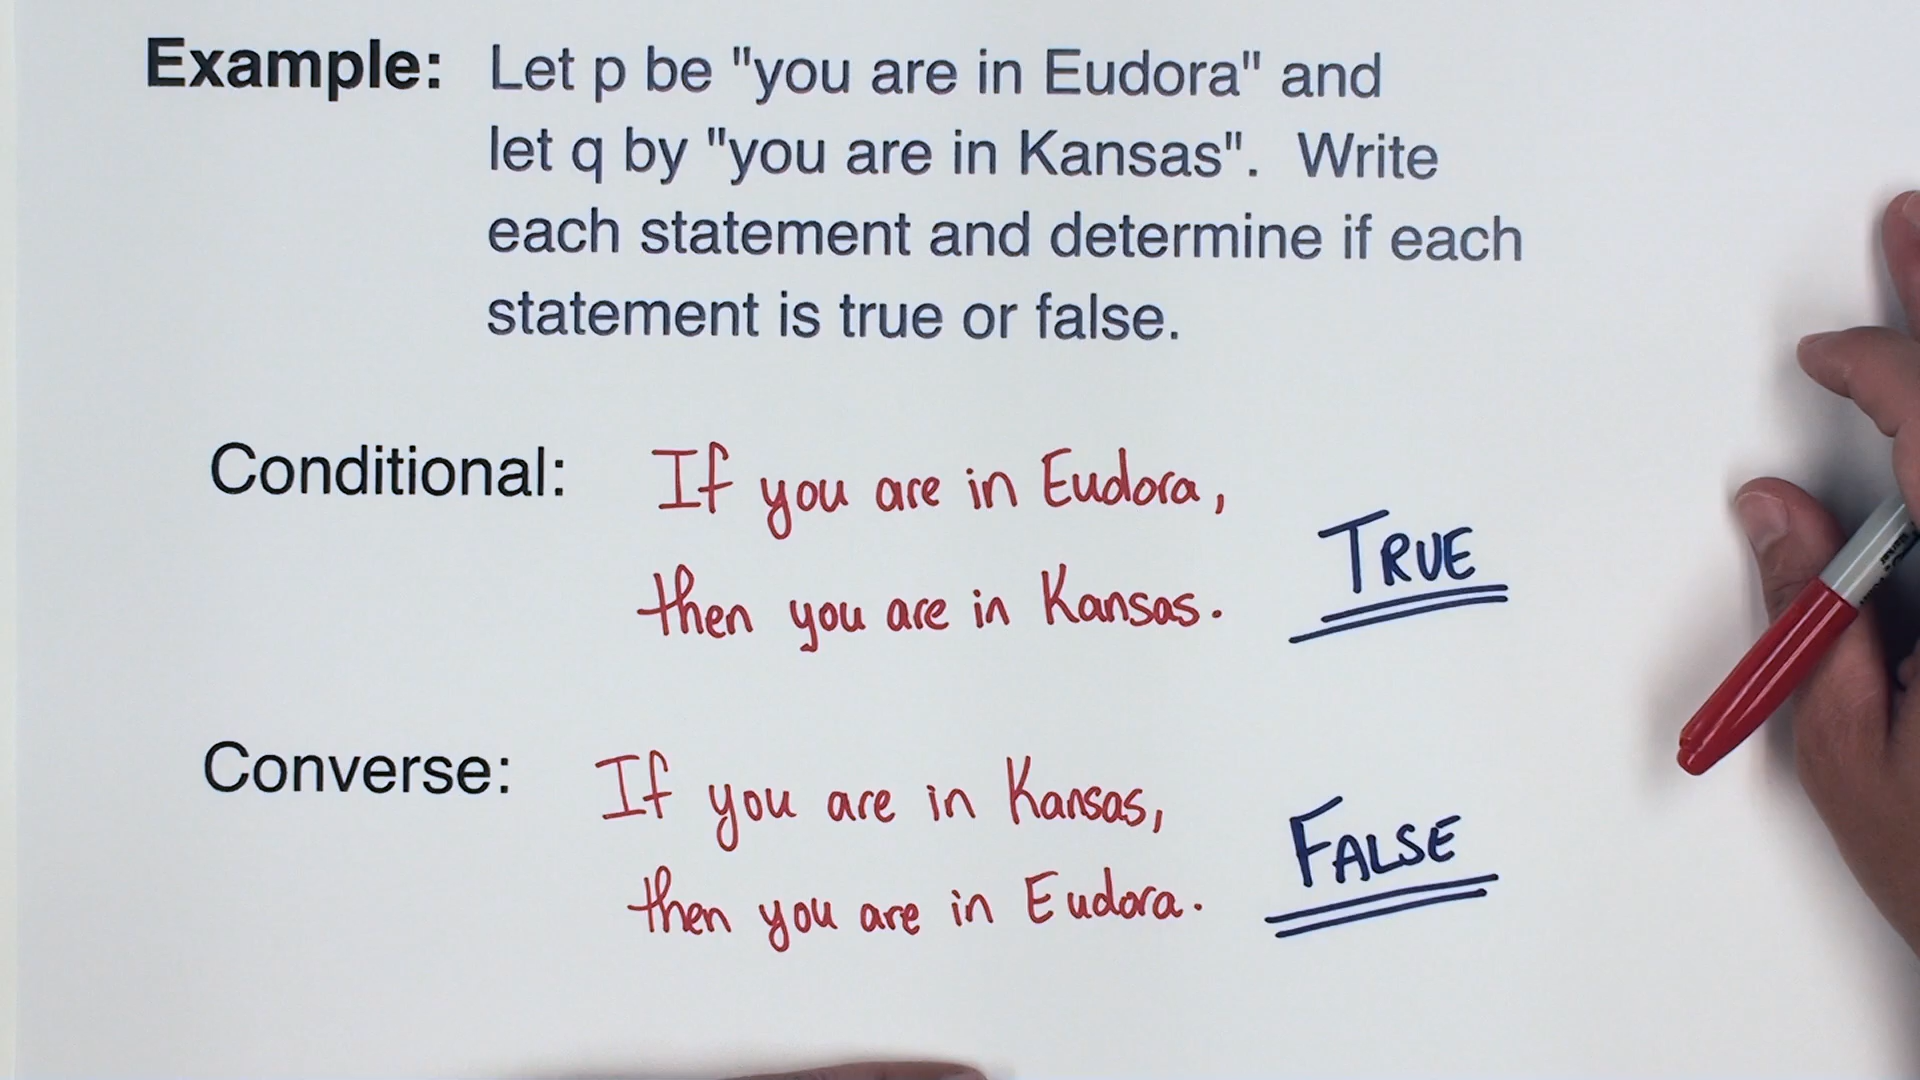 Example: Let p be "you are in Eudora" and
let q by "you are in Kansas". Write
each statement and determine if each
statement is true or false.
Conditional: If you are in Eudora,
then you are in Kansas.
TRUE
Converse: If you are in Kansas,
then you are in Eudora.
FALSE